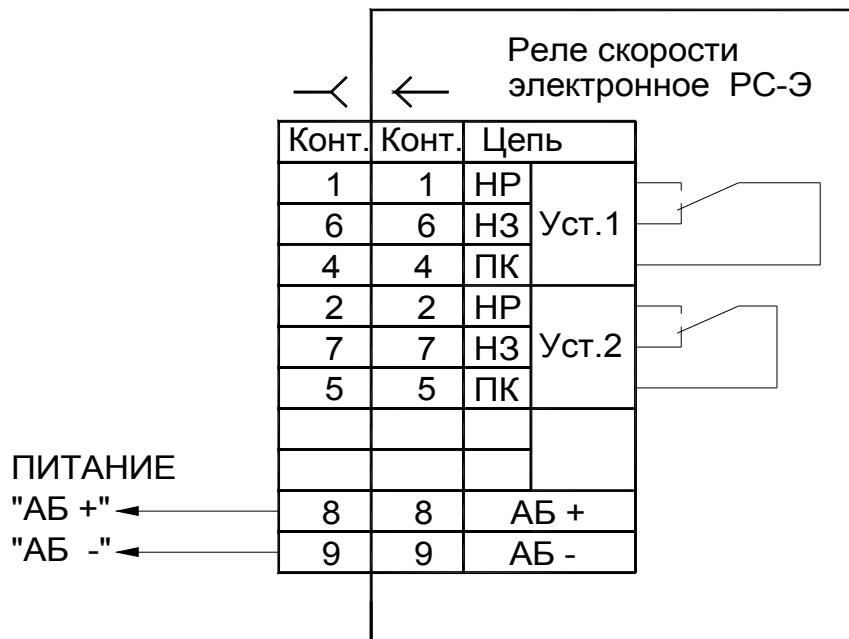 Реле скорости
электронное РС-Э
Конт. Конт. Цепь
1 1 НР
6 6 НЗ Уст.1
4 4 ПК
2 2 НР
7 7 НЗ Уст.2
5 5 ПК
ПИТАНИЕ
"АБ +" 8 8 АБ +
"АБ -" 9 9 АБ -